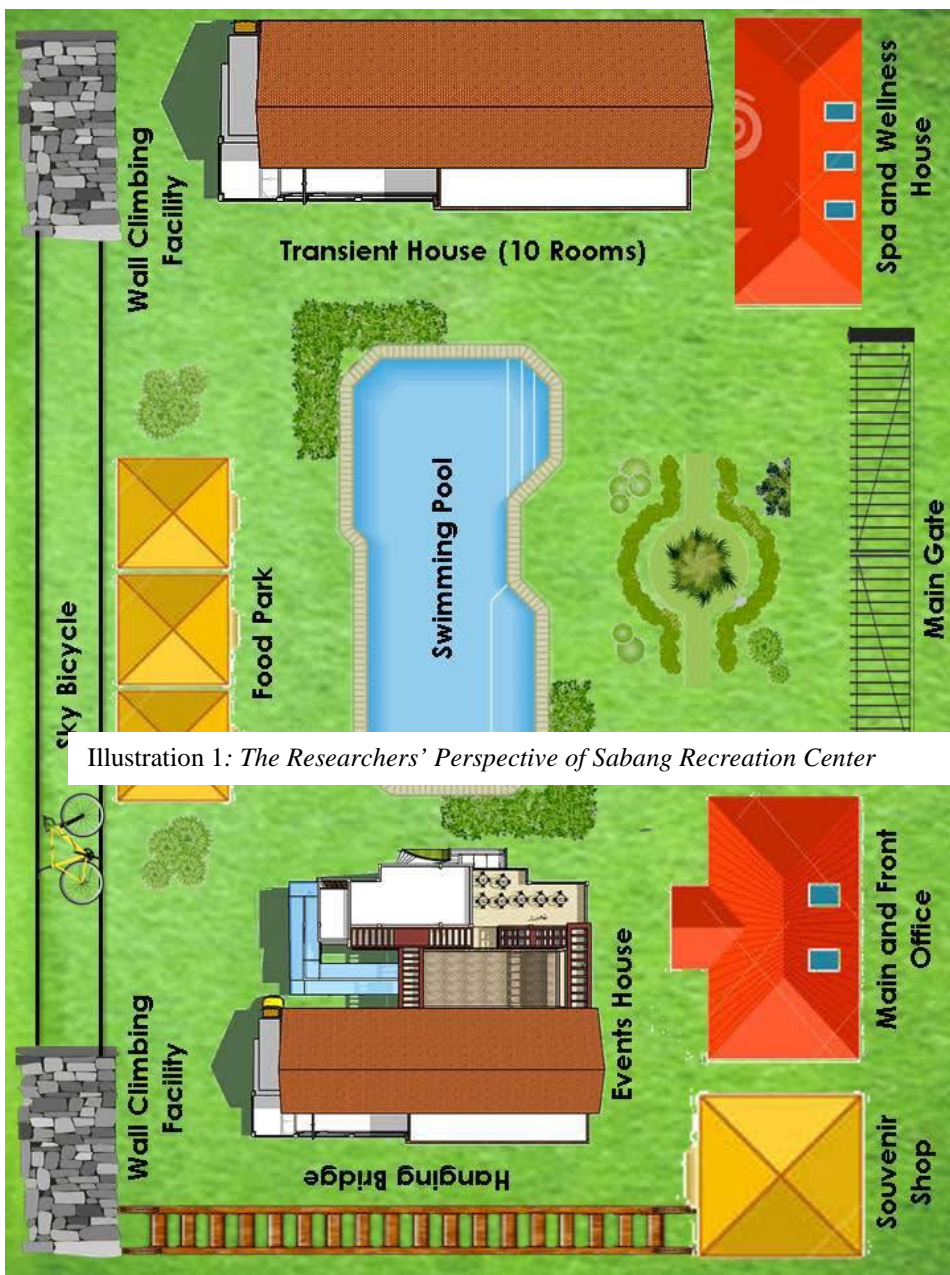 Wall Climbing
Facility
Transient House (10 Rooms)
Spa and Wellness
House
Sky Bicycle
Food Park
Swimming Pool
Main Gate
Illustration 1: The Researchers’ Perspective of Sabang Recreation Center
Wall Climbing
Facility
Hanging Bridge
Events House
Main and Front
Office
Souvenir
Shop